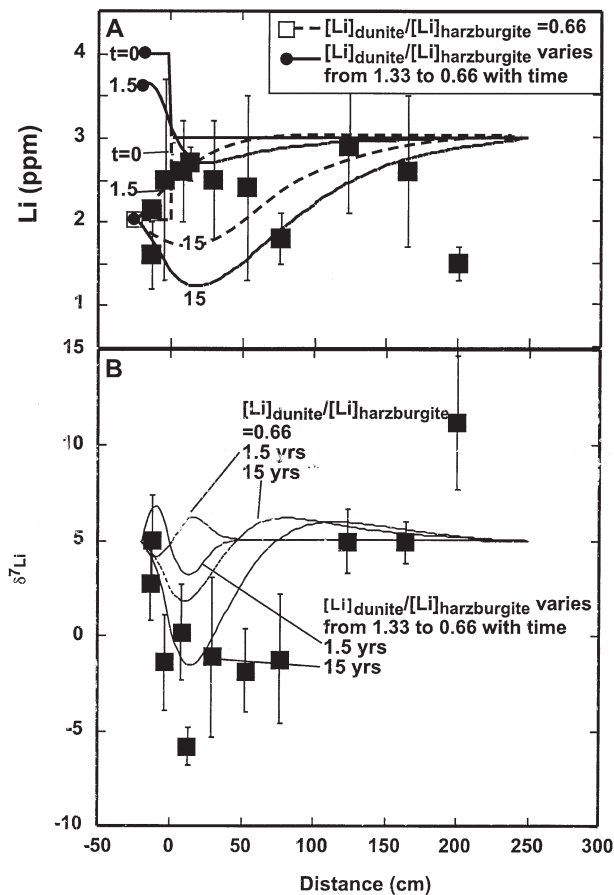 A
[Li]dunite/[Li]harzburgite =0.66
[Li]dunite/[Li]harzburgite varies
from 1.33 to 0.66 with time
4
t=0
1.5
3
t=0
1.5
2
15
15
1
Li (ppm)
15
B
[Li]dunite/[Li]harzburgite
=0.66
1.5 yrs
15 yrs
10
5
δ7Li
[Li]dunite/[Li]harzburgite varies
from 1.33 to 0.66 with time
1.5 yrs
15 yrs
0
-5
-10
-50 0 50 100 150 200 250 300
Distance (cm)